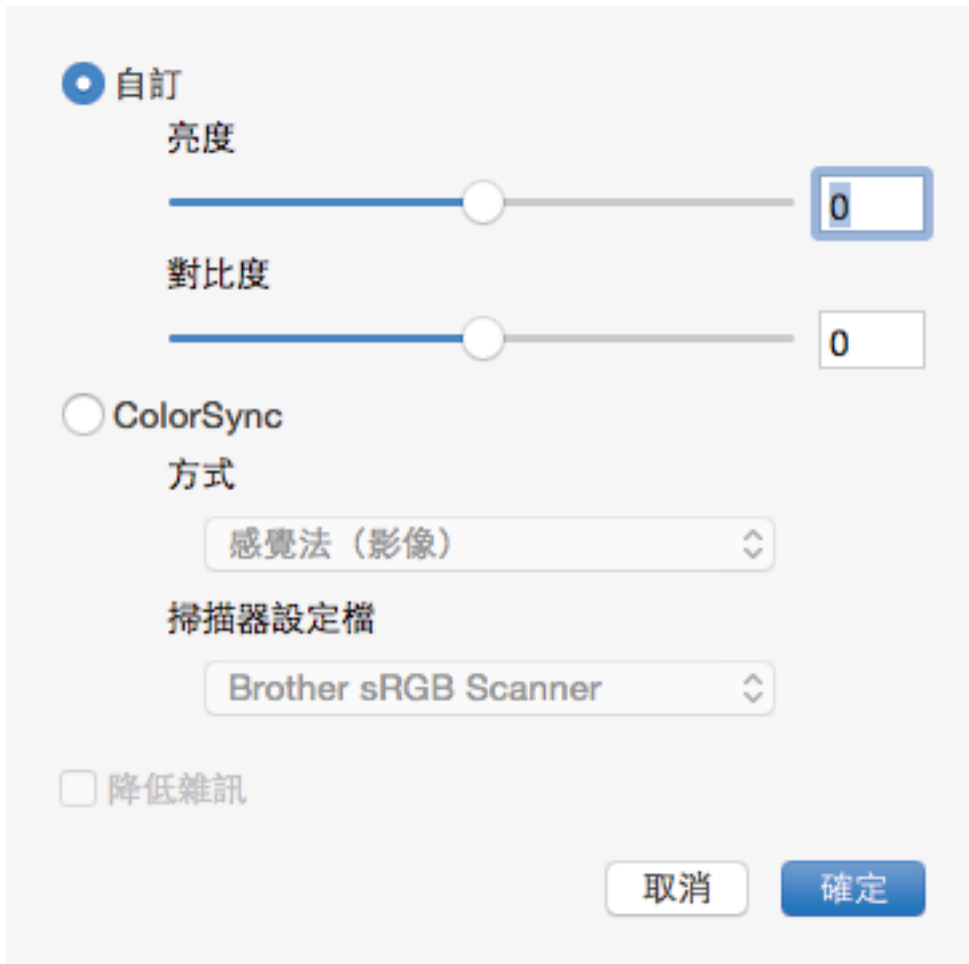 自訂
亮度
0
對比度
0
ColorSync
方式
感覺法（影像）
掃描器設定檔
Brother sRGB Scanner
降低雜訊
取消 確定